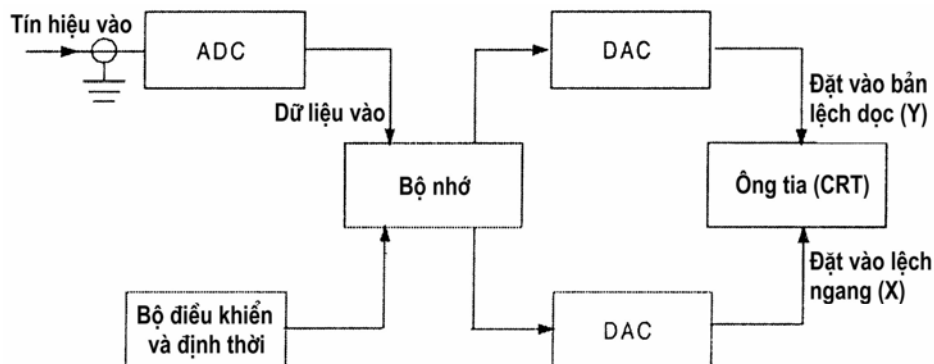 Tín hiệu vào
ADC
DAC
Dữ liệu vào
Đặt vào bản
lệch dọc (Y)
Bộ nhớ
Ông tia (CRT)
Đặt vào lệch
ngang (X)
Bộ điều khiển
và định thời
DAC